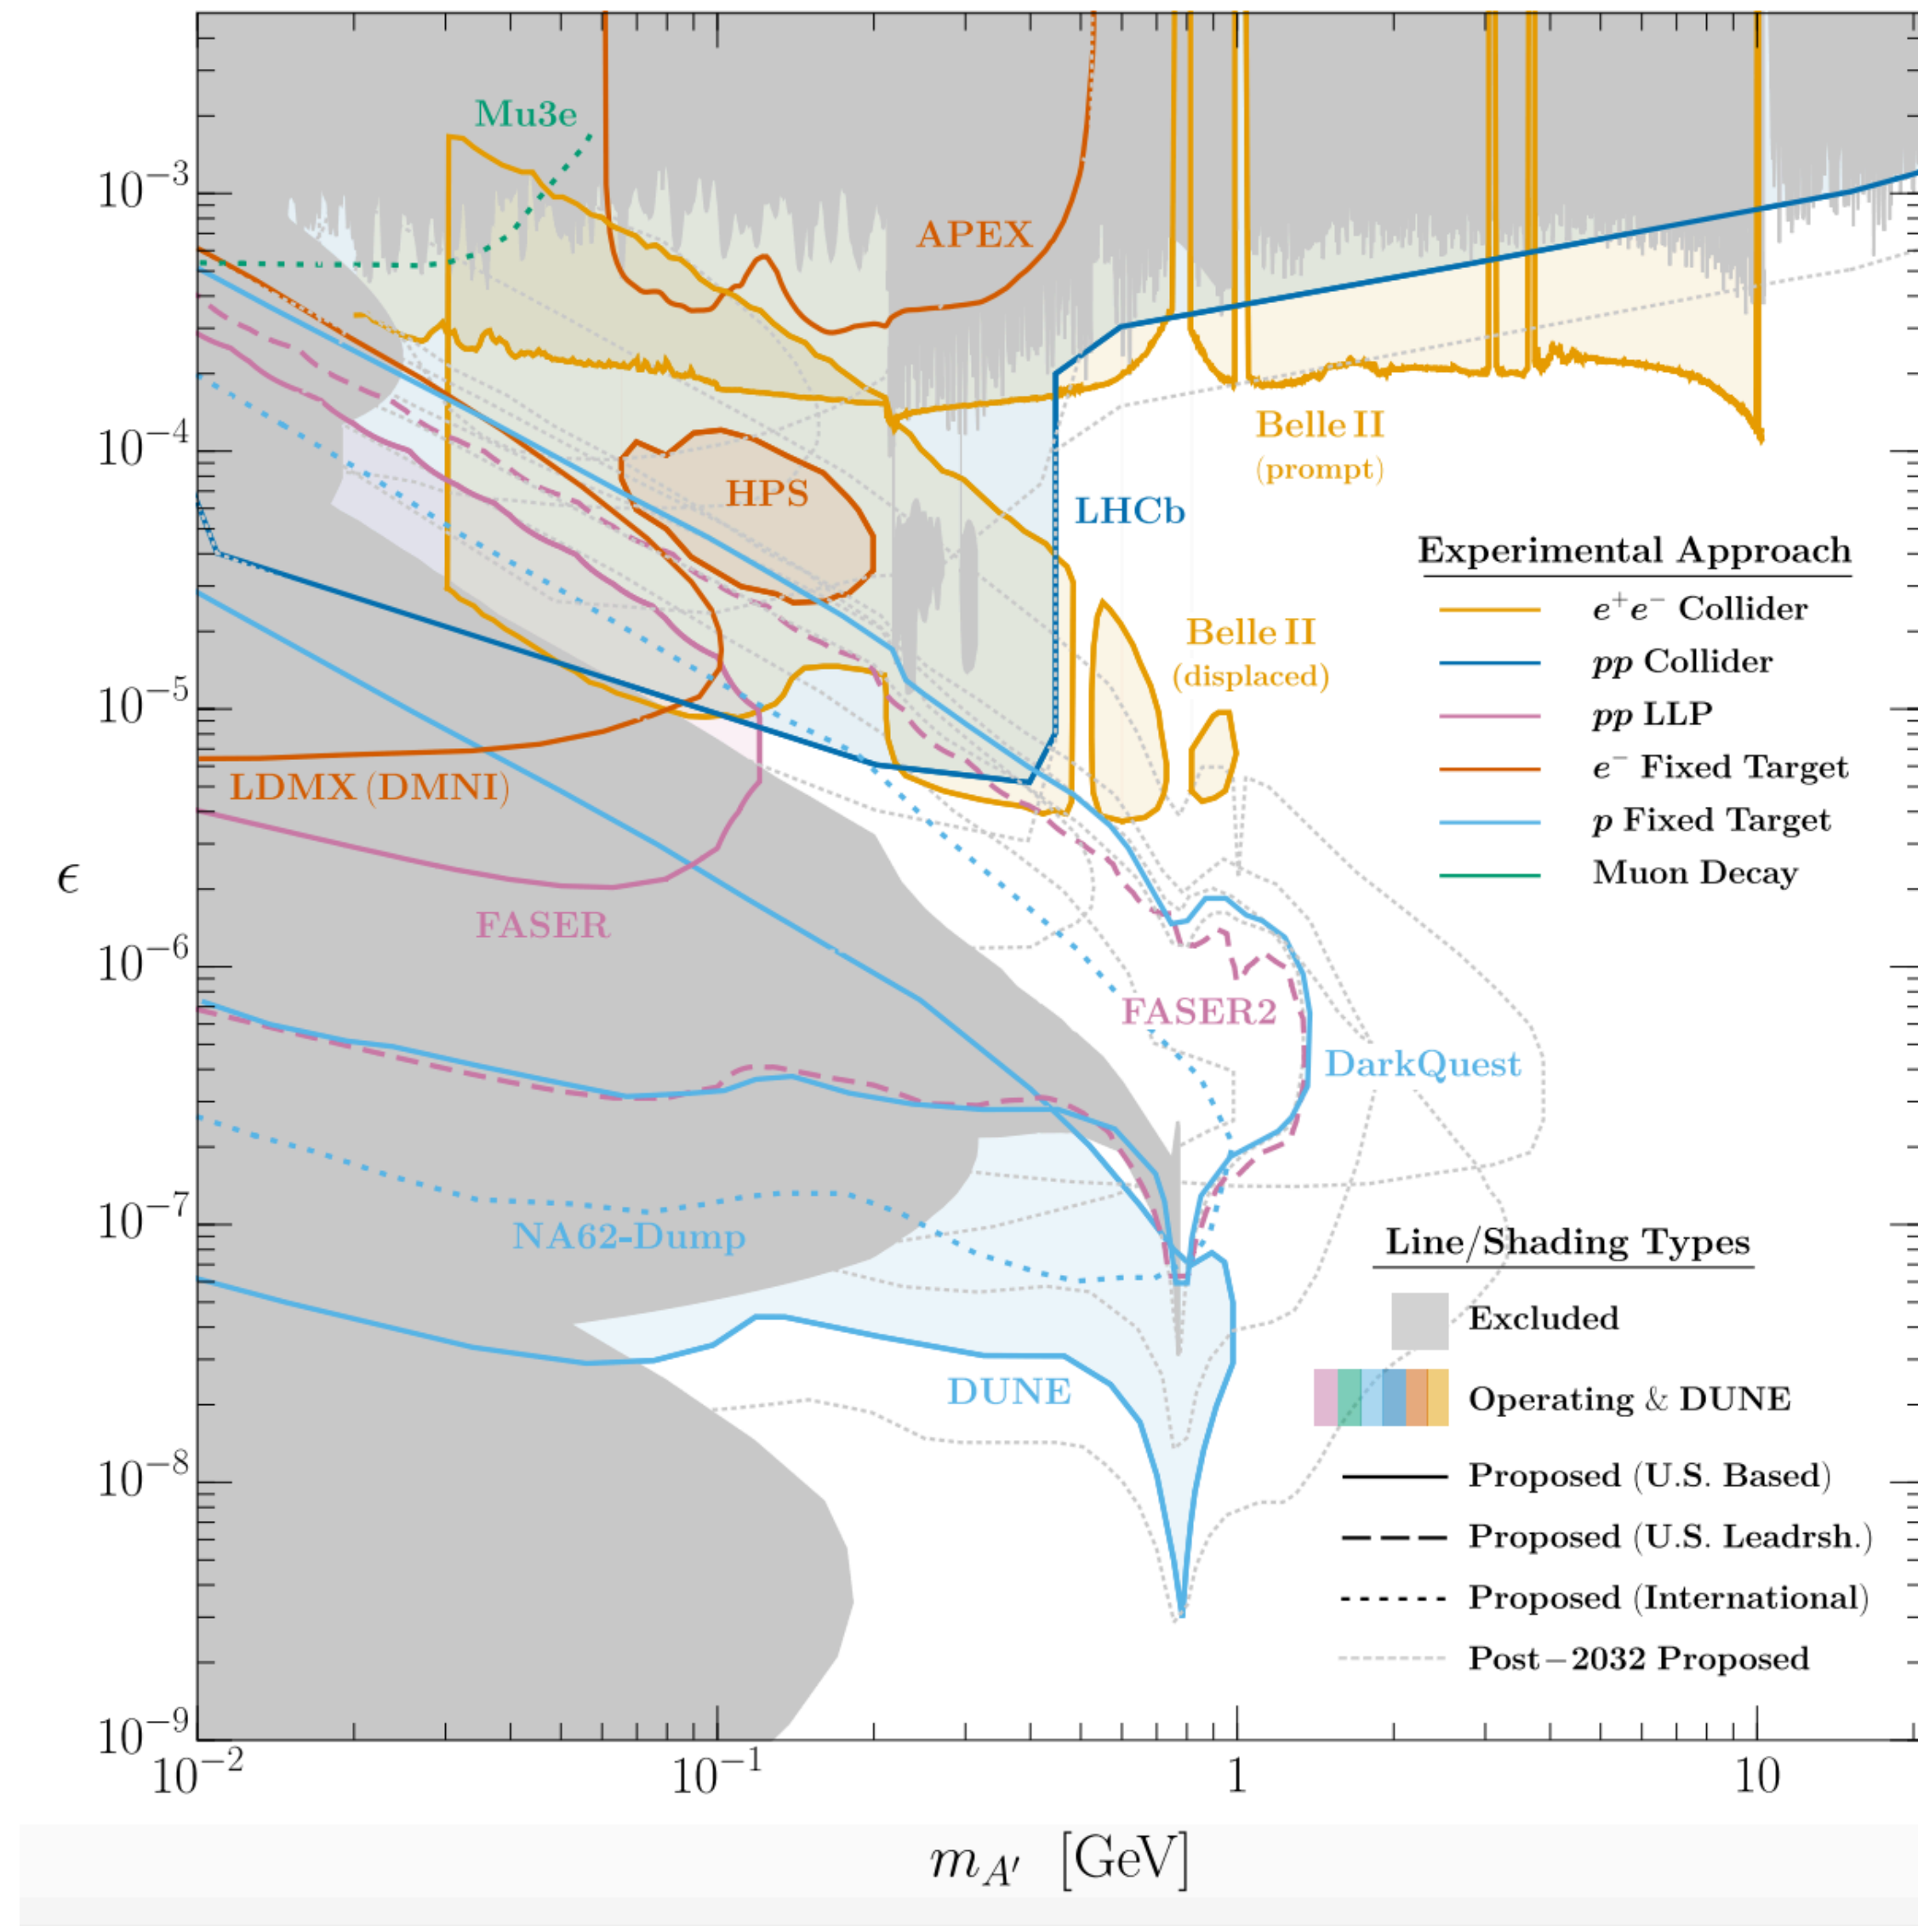 Mu3e
10⁻³
APEX
10⁻⁴
Belle II
(prompt)
HPS
LHCb
Experimental Approach
e⁺e⁻ Collider
Belle II
(displaced)
pp Collider
10⁻⁵
pp LLP
LDMX (DMNI)
e⁻ Fixed Target
p Fixed Target
ϵ
Muon Decay
FASER
10⁻⁶
FASER2
DarkQuest
10⁻⁷
NA62-Dump
Line/Shading Types
Excluded
DUNE
Operating & DUNE
10⁻⁸
Proposed (U.S. Based)
Proposed (U.S. Leadrsh.)
Proposed (International)
Post−2032 Proposed
10⁻⁹
10⁻² 10⁻¹ 1 10
m_A′ [GeV]